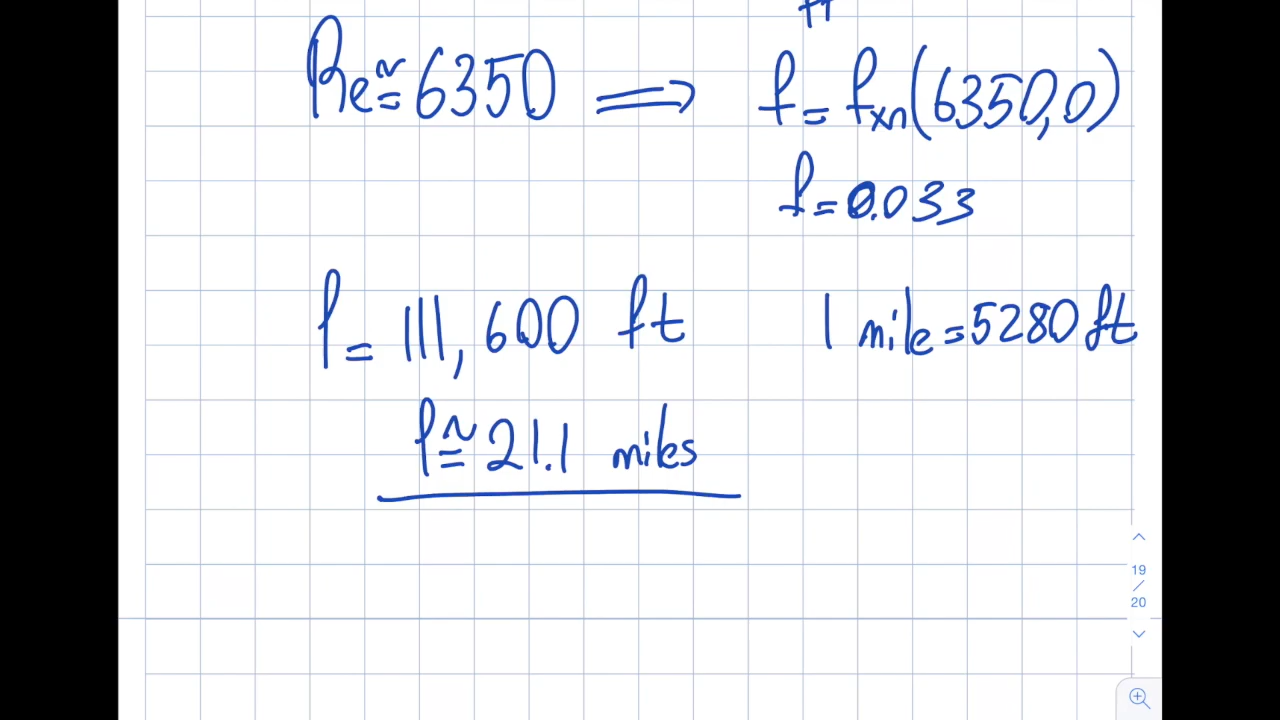 Re≃6350 ⟹ f = fxn(6350,0)
f = 0.033
l = 111,600 ft 1 mile = 5280 ft
l ≃ 21.1 miles
19
/
20